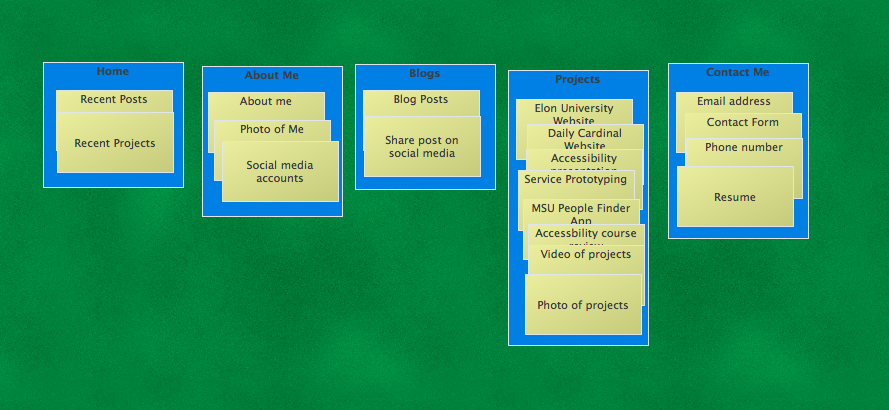 Home
Recent Posts
Recent Projects
About Me
About me
Photo of Me
Social media
accounts
Blogs
Blog Posts
Share post on
social media
Projects
Elon University
Website
Daily Cardinal
Website
Accessibility
presentation
Service Prototyping
MSU People Finder
App
Accessbility course
review
Video of projects
Photo of projects
Contact Me
Email address
Contact Form
Phone number
Resume